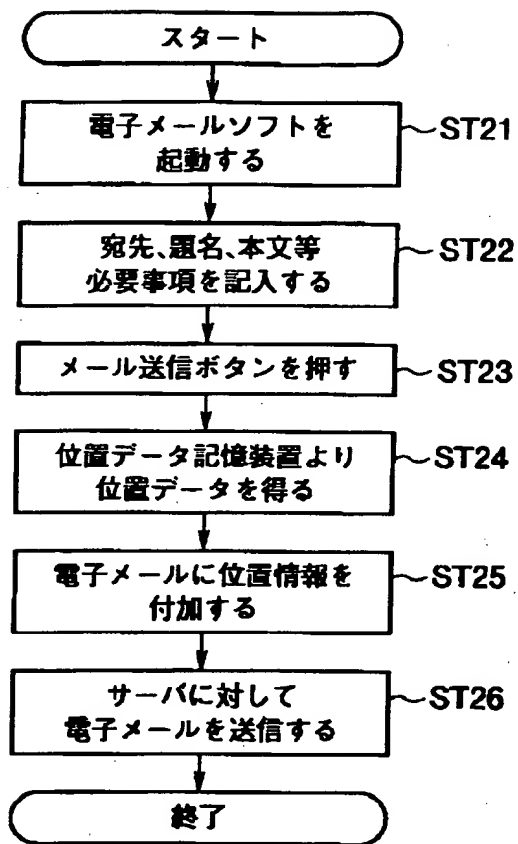 スタート
電子メールソフトを
起動する
ST21
宛先、題名、本文等
必要事項を記入する
ST22
メール送信ボタンを押す
ST23
位置データ記憶装置より
位置データを得る
ST24
電子メールに位置情報を
付加する
ST25
サーバに対して
電子メールを送信する
ST26
終了